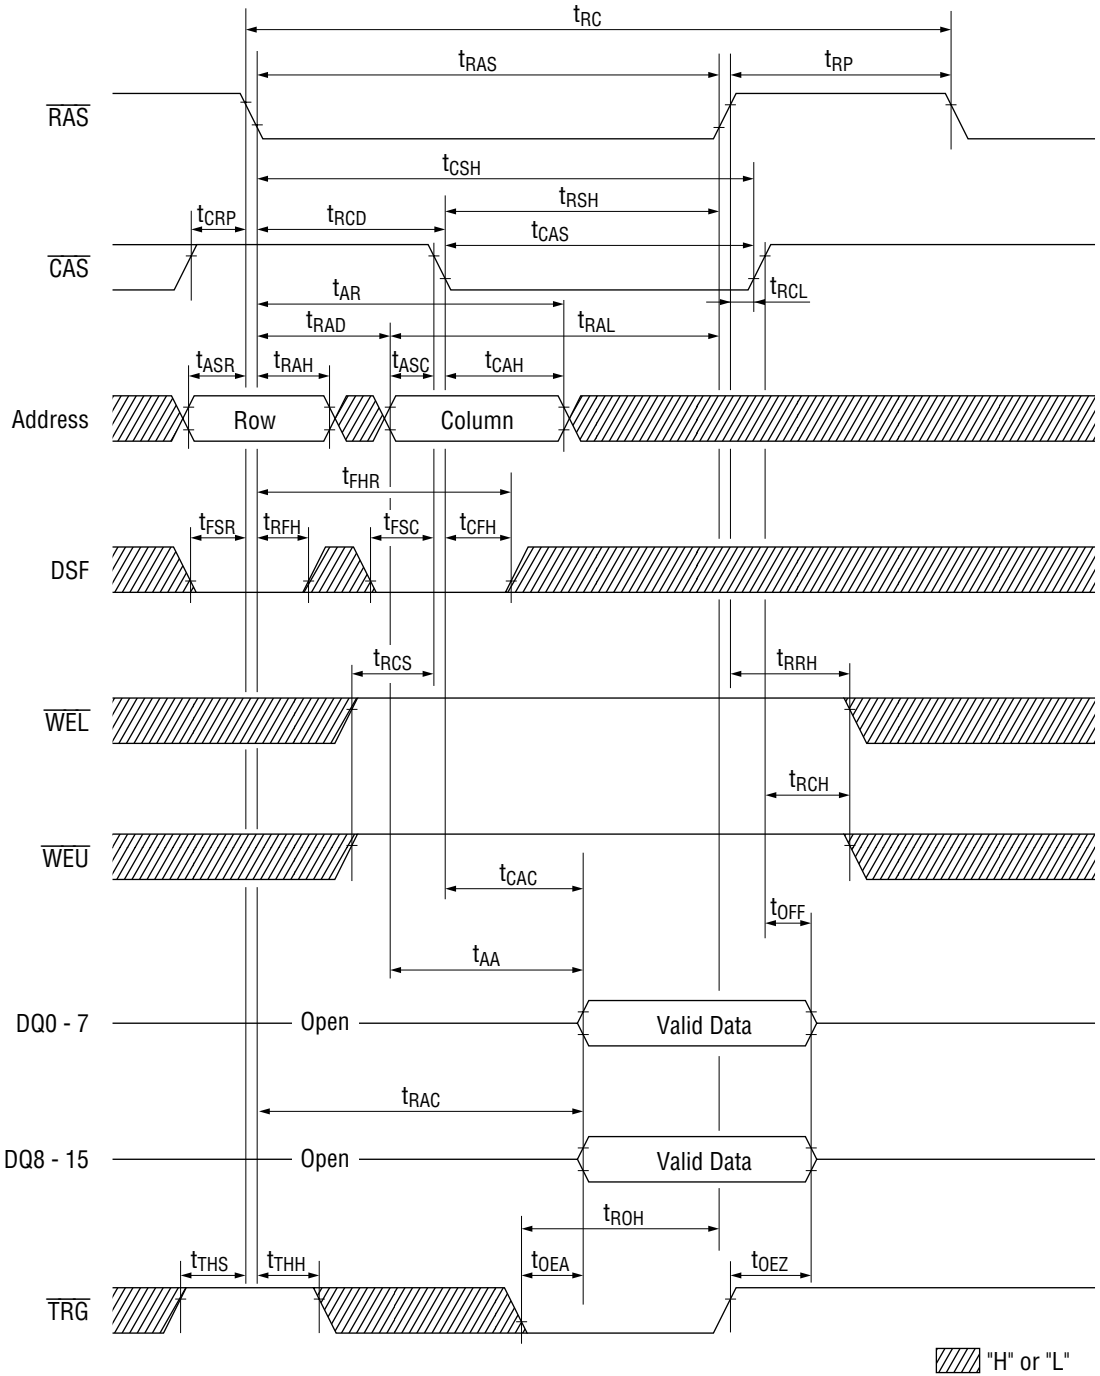 tRC
tRAS tRP
RAS
tCSH
tCRP tRCD tRSH
tCAS
CAS
tAR tRCL
tRAD tRAL
tASR tRAH tASC tCAH
Address Row Column
tFHR
tFSR tRFH tFSC tCFH
DSF
tRCS tRRH
WEL
tRCH
WEU
tCAC
tOFF
tAA
DQ0 - 7 Open Valid Data
tRAC
DQ8 - 15 Open Valid Data
tROH
tTHS tTHH tOEA tOEZ
TRG
"H" or "L"